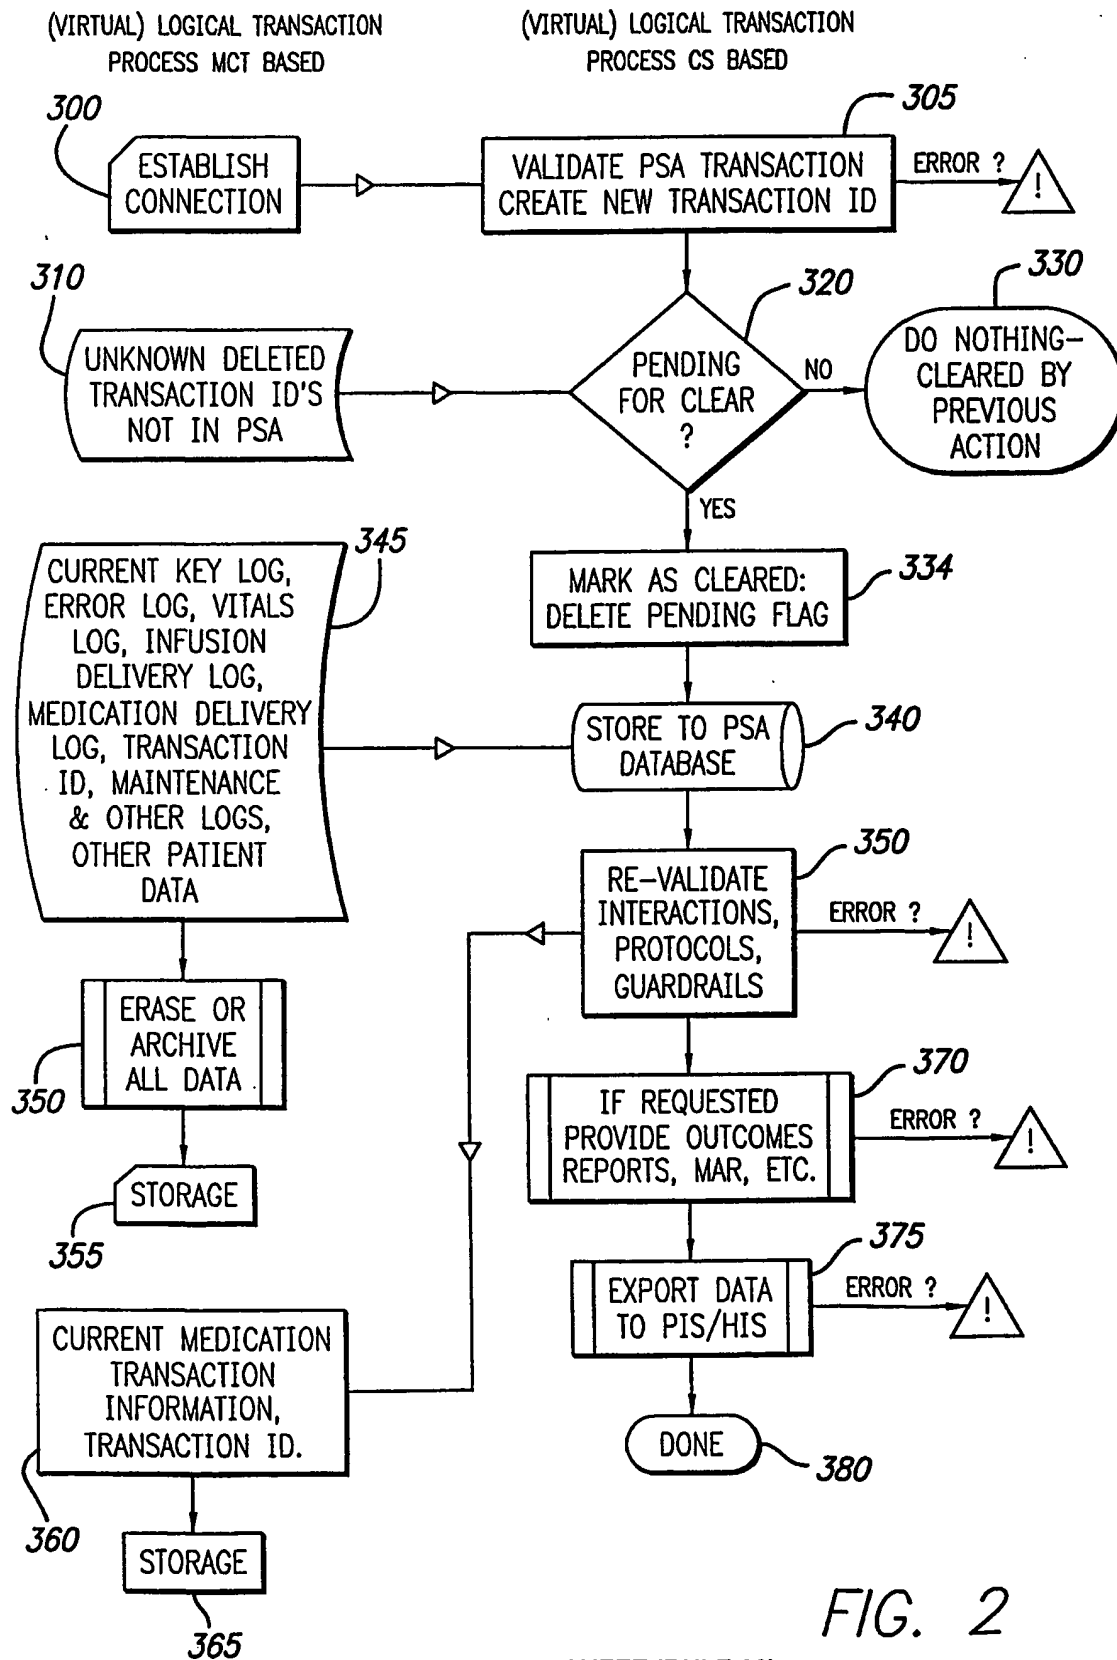 (VIRTUAL) LOGICAL TRANSACTION
PROCESS MCT BASED
(VIRTUAL) LOGICAL TRANSACTION
PROCESS CS BASED
300
ESTABLISH
CONNECTION
305
VALIDATE PSA TRANSACTION
CREATE NEW TRANSACTION ID
ERROR ?
!
310
UNKNOWN DELETED
TRANSACTION ID'S
NOT IN PSA
320
PENDING
FOR CLEAR
?
NO
330
DO NOTHING–
CLEARED BY
PREVIOUS
ACTION
YES
334
MARK AS CLEARED:
DELETE PENDING FLAG
345
CURRENT KEY LOG,
ERROR LOG, VITALS
LOG, INFUSION
DELIVERY LOG,
MEDICATION DELIVERY
LOG, TRANSACTION
ID, MAINTENANCE
& OTHER LOGS,
OTHER PATIENT
DATA
340
STORE TO PSA
DATABASE
350
RE–VALIDATE
INTERACTIONS,
PROTOCOLS,
GUARDRAILS
ERROR ?
!
350
ERASE OR
ARCHIVE
ALL DATA
370
IF REQUESTED
PROVIDE OUTCOMES
REPORTS, MAR, ETC.
ERROR ?
!
355
STORAGE
375
EXPORT DATA
TO PIS/HIS
ERROR ?
!
360
CURRENT MEDICATION
TRANSACTION
INFORMATION,
TRANSACTION ID.
DONE
380
STORAGE
365
FIG. 2